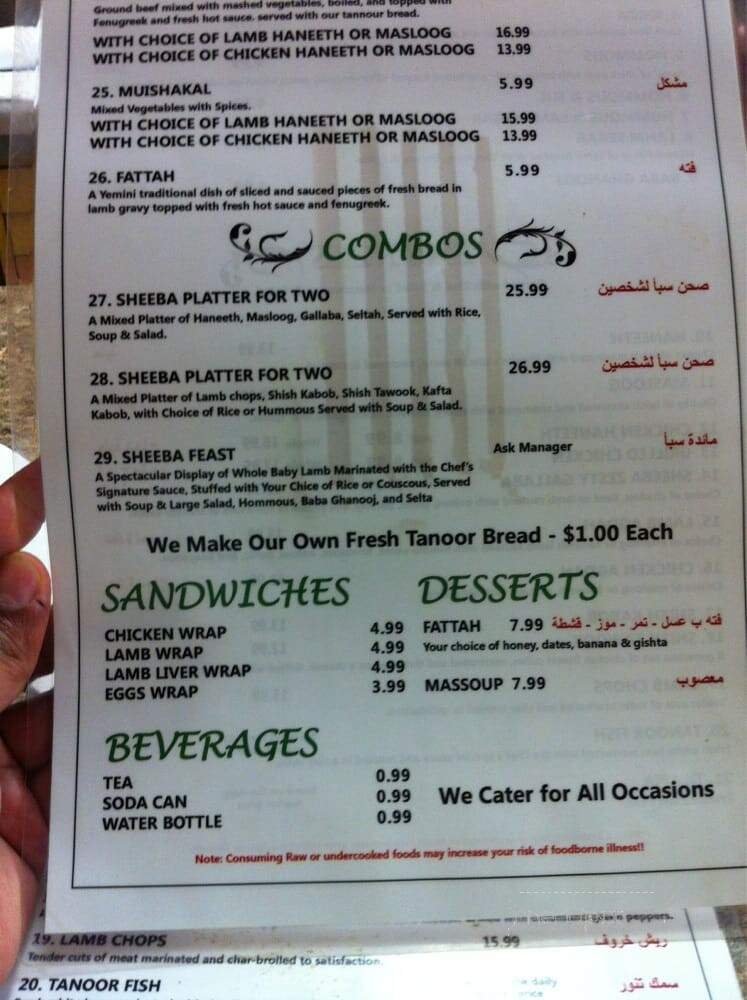 Ground beef mixed with mashed vegetables, boiled, and topped with
Fenugreek and fresh hot sauce. served with our tannour bread.
WITH CHOICE OF LAMB HANEETH OR MASLOOG 16.99
WITH CHOICE OF CHICKEN HANEETH OR MASLOOG 13.99
25. MUISHAKAL 5.99 مشكل
Mixed Vegetables with Spices.
WITH CHOICE OF LAMB HANEETH OR MASLOOG 15.99
WITH CHOICE OF CHICKEN HANEETH OR MASLOOG 13.99
26. FATTAH 5.99 فته
A Yemini traditional dish of sliced and sauced pieces of fresh bread in
lamb gravy topped with fresh hot sauce and fenugreek.
COMBOS
27. SHEEBA PLATTER FOR TWO 25.99 صحن سبأ لشخصين
A Mixed Platter of Haneeth, Masloog, Gallaba, Seltah, Served with Rice,
Soup & Salad.
28. SHEEBA PLATTER FOR TWO 26.99 صحن سبأ لشخصين
A Mixed Platter of Lamb chops, Shish Kabob, Shish Tawook, Kafta
Kabob, with Choice of Rice or Hummous Served with Soup & Salad.
29. SHEEBA FEAST Ask Manager مائدة سبأ
A Spectacular Display of Whole Baby Lamb Marinated with the Chef's
Signature Sauce, Stuffed with Your Chice of Rice or Couscous, Served
with Soup & Large Salad, Hommous, Baba Ghanooj, and Selta
We Make Our Own Fresh Tanoor Bread - $1.00 Each
SANDWICHES
CHICKEN WRAP 4.99
LAMB WRAP 4.99
LAMB LIVER WRAP 4.99
EGGS WRAP 3.99
DESSERTS
FATTAH 7.99 فته ب عسل - تمر - موز - قشطة
Your choice of honey, dates, banana & gishta
MASSOUP 7.99 معصوب
BEVERAGES
TEA 0.99
SODA CAN 0.99
WATER BOTTLE 0.99
We Cater for All Occasions
Note: Consuming Raw or undercooked foods may increase your risk of foodborne illness!!
peppers.
19. LAMB CHOPS 15.99 ريش خروف
Tender cuts of meat marinated and char-brolled to satisfaction.
20. TANOOR FISH daily سمك تنور